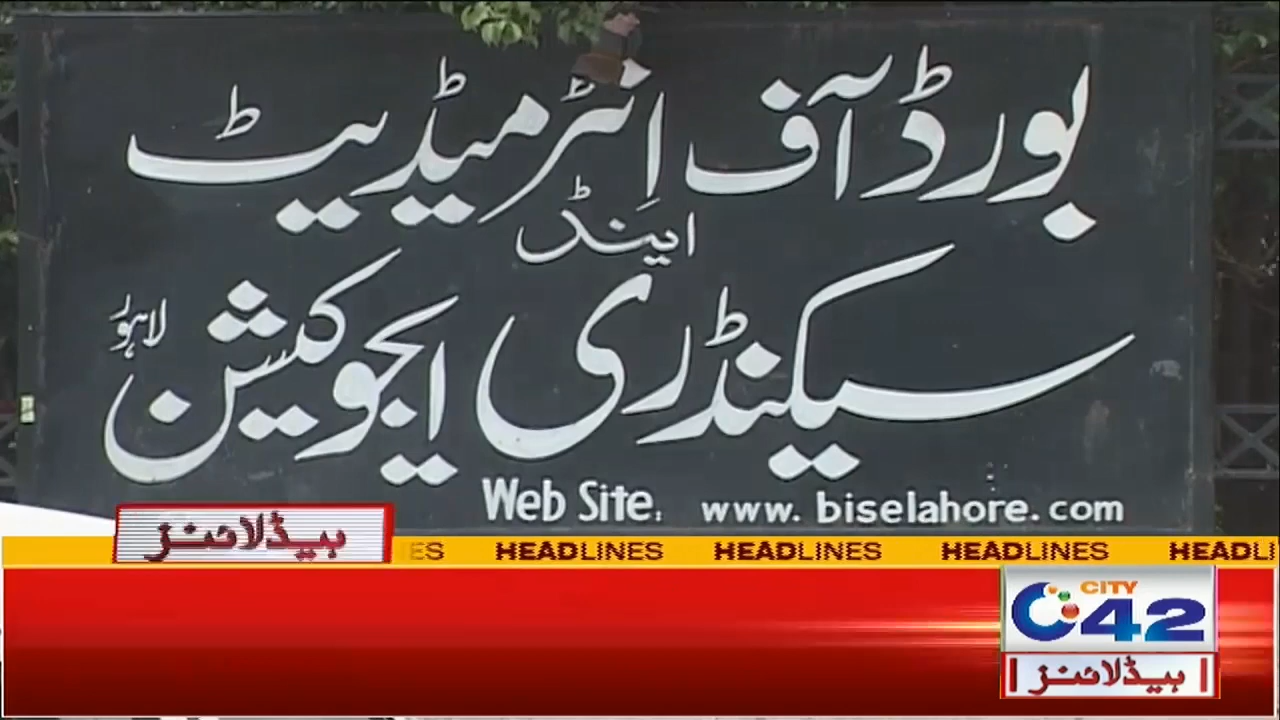 بورڈ آف انٹرمیڈیٹ
اینڈ
سیکنڈری ایجوکیشن لاہور
Web Site: www.biselahore.com
ہیڈلائنز
ES HEADLINES HEADLINES HEADLINES HEADLI
CITY
42
ہیڈلائنز